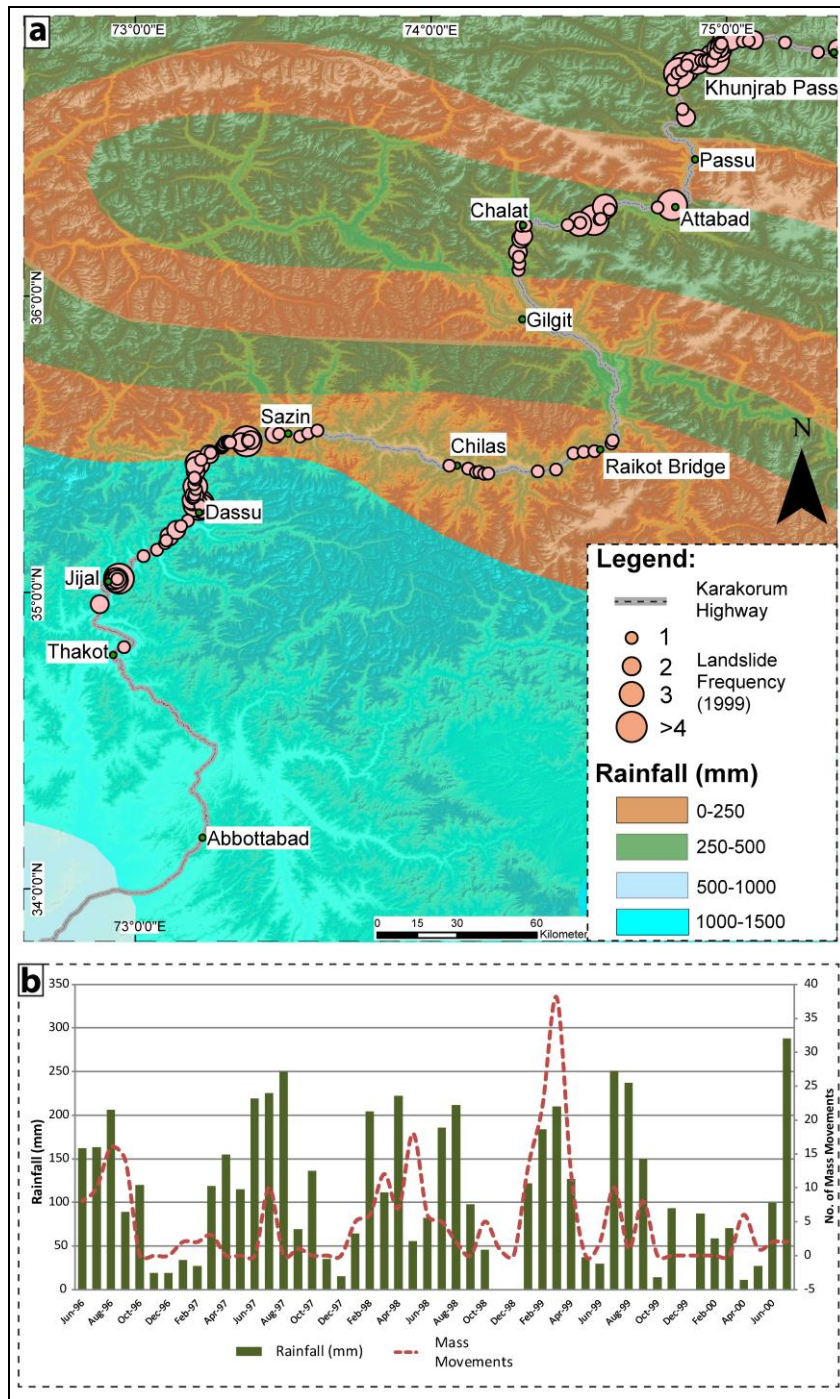 a
73°0'0"E
74°0'0"E
75°0'0"E
Khunjrab Pass
Passu
Chalat
Attabad
36°0'0"N
Gilgit
Sazin
Chilas
Raikot Bridge
N
Dassu
Jijal
35°0'0"N
Thakot
Abbottabad
34°0'0"N
73°0'0"E
0 15 30 60
Kilometer
Legend:
Karakorum
Highway
1
2
3
>4
Landslide
Frequency
(1999)
Rainfall (mm)
0-250
250-500
500-1000
1000-1500
b
350
300
250
200
150
100
50
0
Rainfall (mm)
40
35
30
25
20
15
10
5
0
-5
No. of Mass Movements
Jun-96
Aug-96
Oct-96
Dec-96
Feb-97
Apr-97
Jun-97
Aug-97
Oct-97
Dec-97
Feb-98
Apr-98
Jun-98
Aug-98
Oct-98
Dec-98
Feb-99
Apr-99
Jun-99
Aug-99
Oct-99
Dec-99
Feb-00
Apr-00
Jun-00
Rainfall (mm)
Mass
Movements